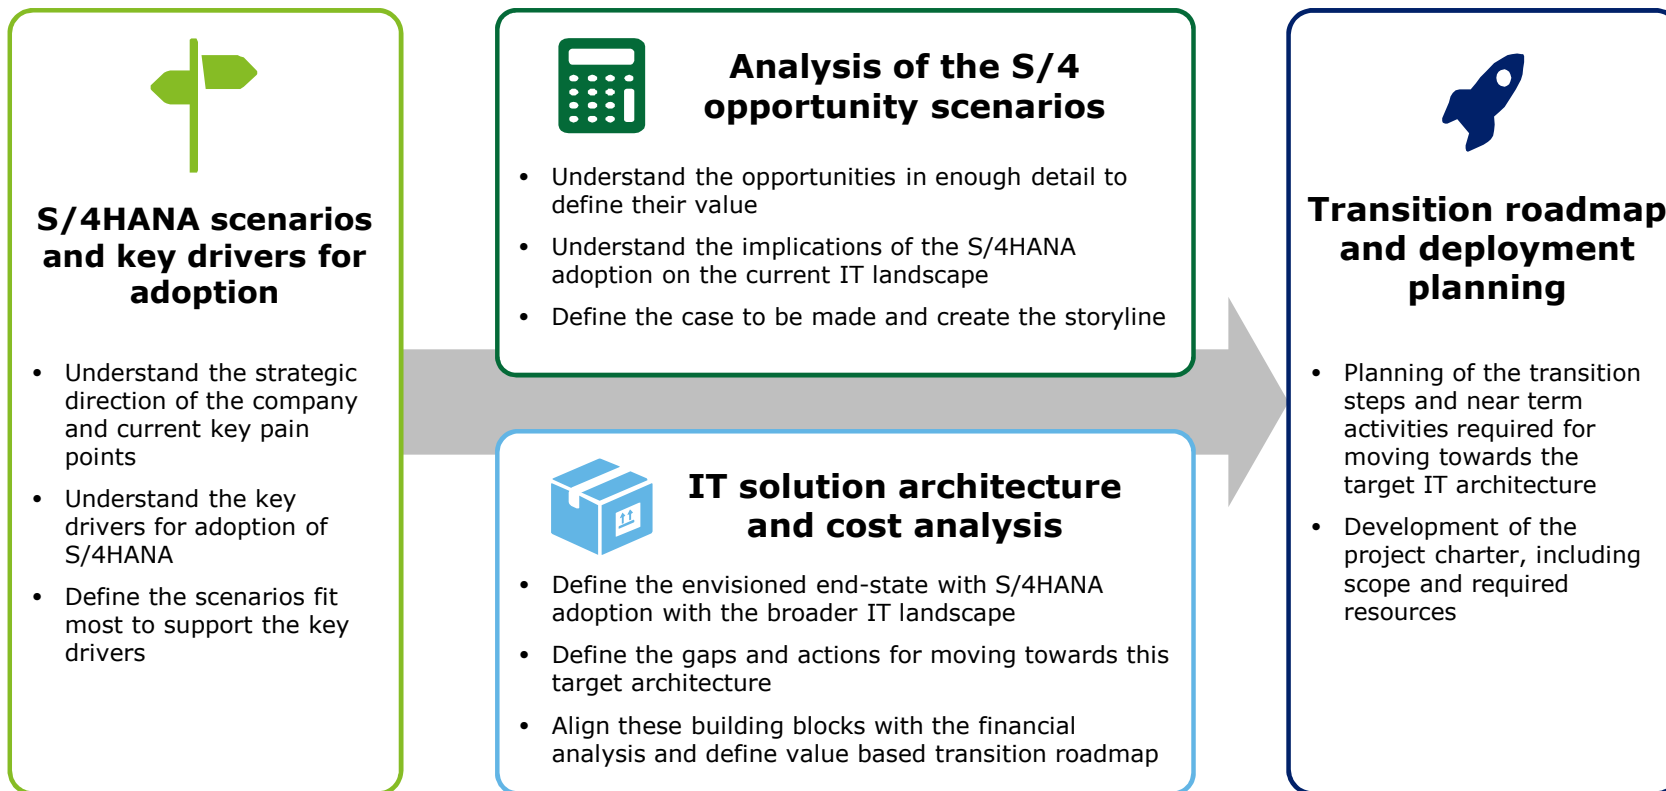 S/4HANA scenarios
and key drivers for
adoption
• Understand the strategic
direction of the company
and current key pain
points
• Understand the key
drivers for adoption of
S/4HANA
• Define the scenarios fit
most to support the key
drivers
Analysis of the S/4
opportunity scenarios
• Understand the opportunities in enough detail to
define their value
• Understand the implications of the S/4HANA
adoption on the current IT landscape
• Define the case to be made and create the storyline
IT solution architecture
and cost analysis
• Define the envisioned end-state with S/4HANA
adoption with the broader IT landscape
• Define the gaps and actions for moving towards this
target architecture
• Align these building blocks with the financial
analysis and define value based transition roadmap
Transition roadmap
and deployment
planning
• Planning of the transition
steps and near term
activities required for
moving towards the
target IT architecture
• Development of the
project charter, including
scope and required
resources